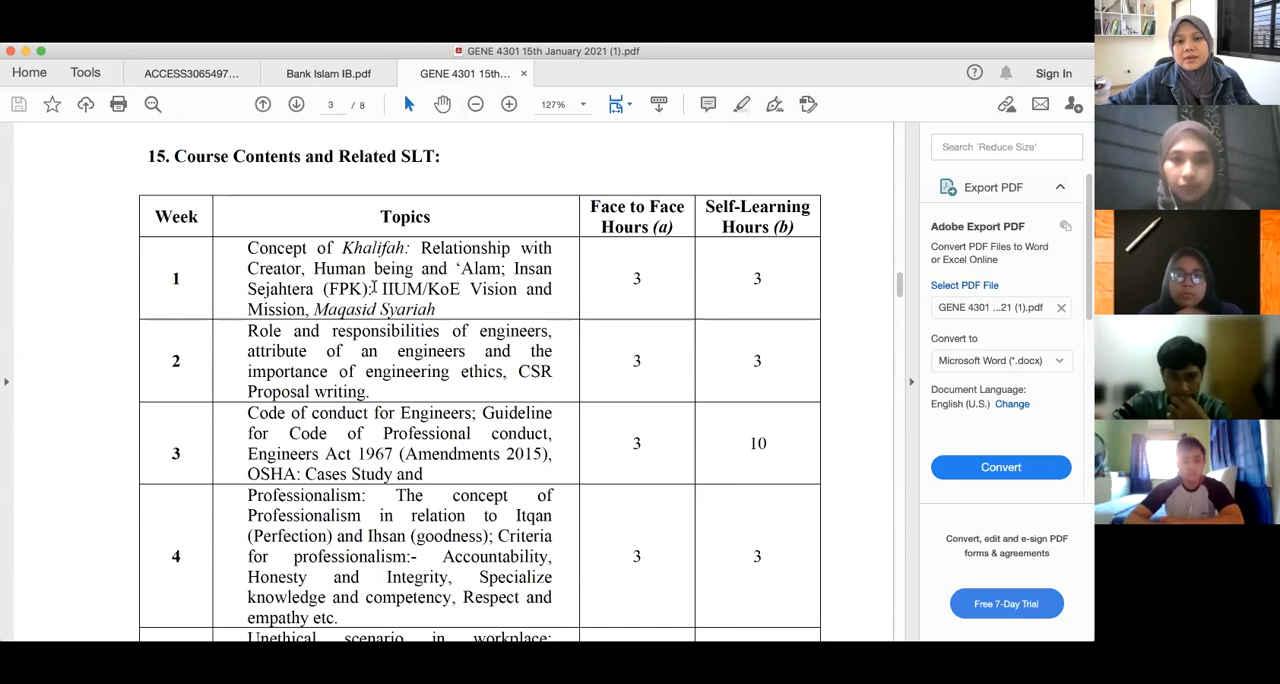 GENE 4301 15th January 2021 (1).pdf
Home
Tools
ACCESS3065497...
Bank Islam IB.pdf
GENE 4301 15th...
Sign In
3 / 8
127%
15. Course Contents and Related SLT:
Week
Topics
Face to Face
Hours (a)
Self-Learning
Hours (b)
1
Concept of Khalifah: Relationship with
Creator, Human being and ‘Alam; Insan
Sejahtera (FPK): IIUM/KoE Vision and
Mission, Maqasid Syariah
3
3
2
Role and responsibilities of engineers,
attribute of an engineers and the
importance of engineering ethics, CSR
Proposal writing.
3
3
3
Code of conduct for Engineers; Guideline
for Code of Professional conduct,
Engineers Act 1967 (Amendments 2015),
OSHA: Cases Study and
3
10
4
Professionalism: The concept of
Professionalism in relation to Itqan
(Perfection) and Ihsan (goodness); Criteria
for professionalism:- Accountability,
Honesty and Integrity, Specialize
knowledge and competency, Respect and
empathy etc.
3
3
Unethical scenario in workplace:
Search 'Reduce Size'
Export PDF
Adobe Export PDF
Convert PDF Files to Word
or Excel Online
Select PDF File
GENE 4301 ...21 (1).pdf
Convert to
Microsoft Word (*.docx)
Document Language:
English (U.S.) Change
Convert
Convert, edit and e-sign PDF
forms & agreements
Free 7-Day Trial